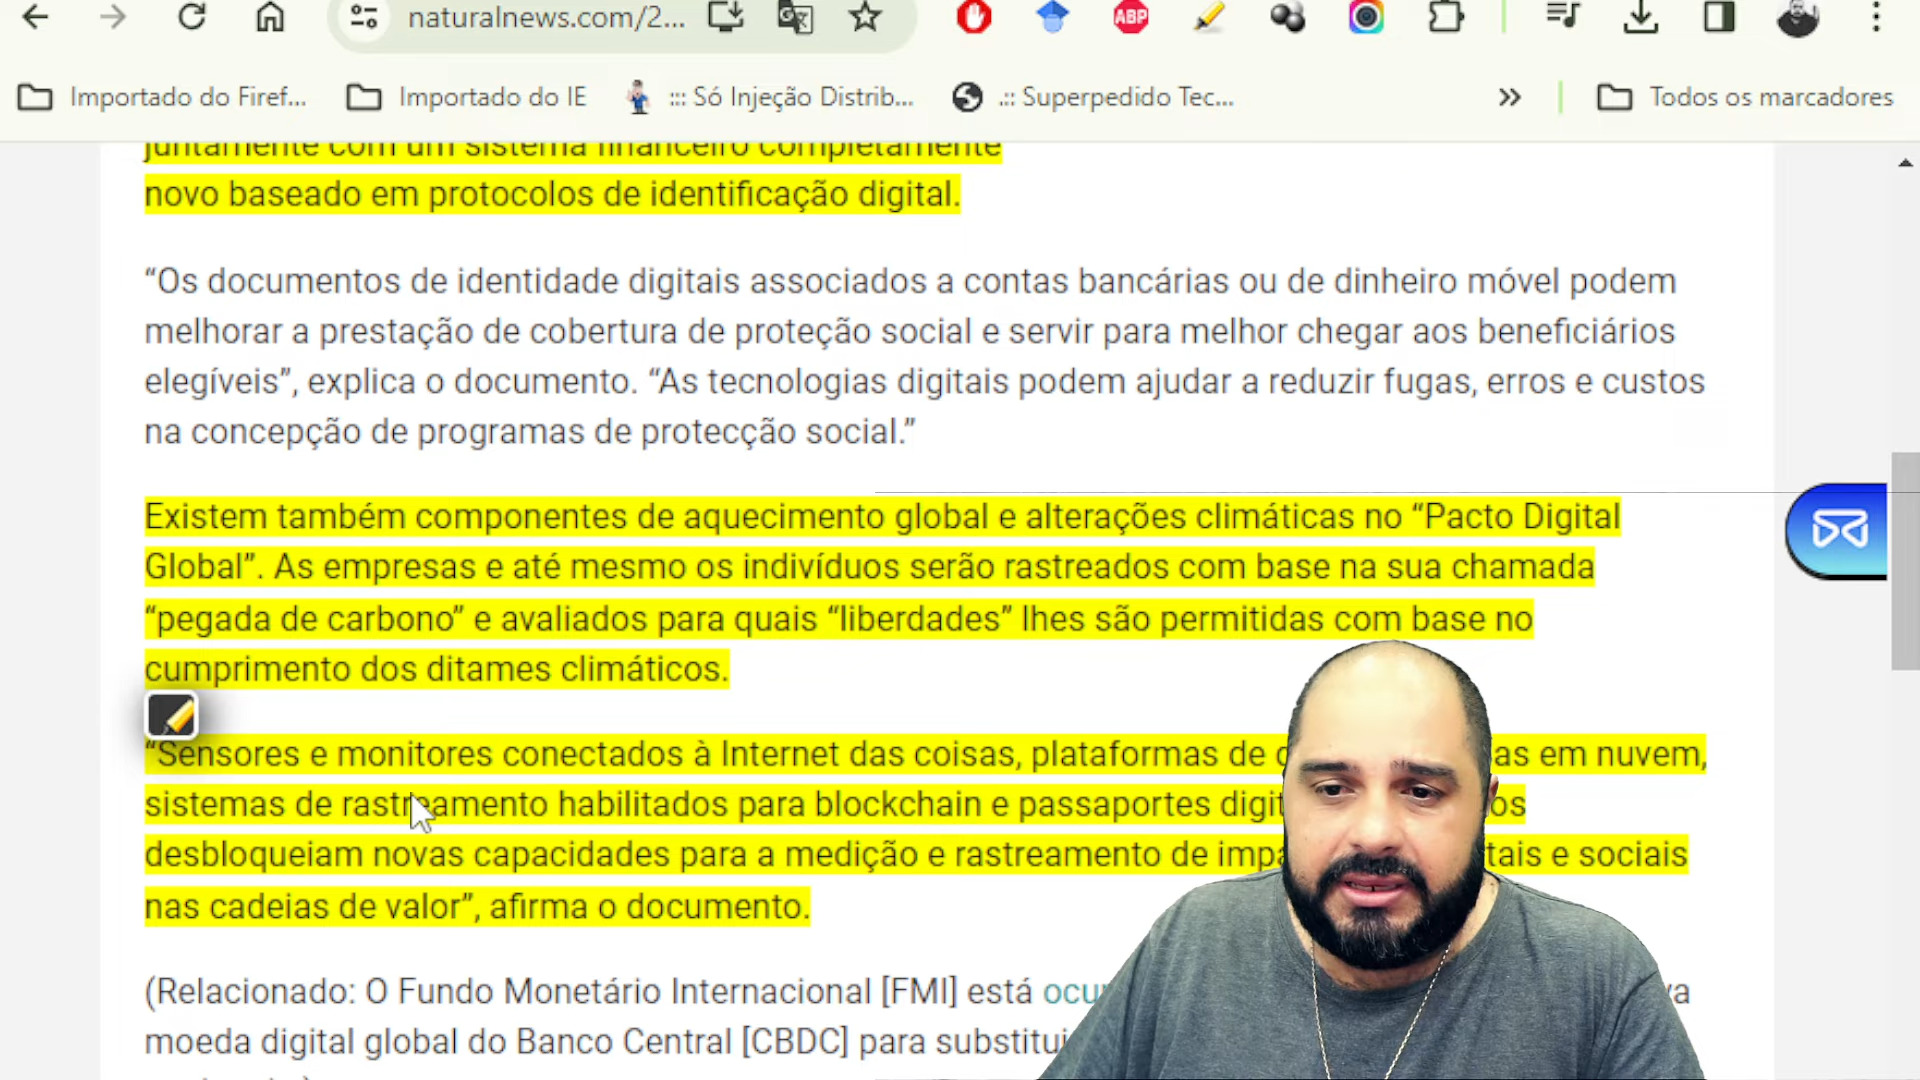 naturalnews.com/2...
ABP
Importado do Firef...
Importado do IE
::: Só Injeção Distrib...
.:: Superpedido Tec...
»
Todos os marcadores
juntamente com um sistema financeiro completamente
novo baseado em protocolos de identificação digital.
“Os documentos de identidade digitais associados a contas bancárias ou de dinheiro móvel podem
melhorar a prestação de cobertura de proteção social e servir para melhor chegar aos beneficiários
elegíveis”, explica o documento. “As tecnologias digitais podem ajudar a reduzir fugas, erros e custos
na concepção de programas de protecção social.”
Existem também componentes de aquecimento global e alterações climáticas no “Pacto Digital
Global”. As empresas e até mesmo os indivíduos serão rastreados com base na sua chamada
“pegada de carbono” e avaliados para quais “liberdades” lhes são permitidas com base no
cumprimento dos ditames climáticos.
“Sensores e monitores conectados à Internet das coisas, plataformas de em nuvem,
sistemas de rastreamento habilitados para blockchain e passaportes
desbloqueiam novas capacidades para a medição e rastreamento de e sociais
nas cadeias de valor”, afirma o documento.
(Relacionado: O Fundo Monetário Internacional [FMI] está
moeda digital global do Banco Central [CBDC] para